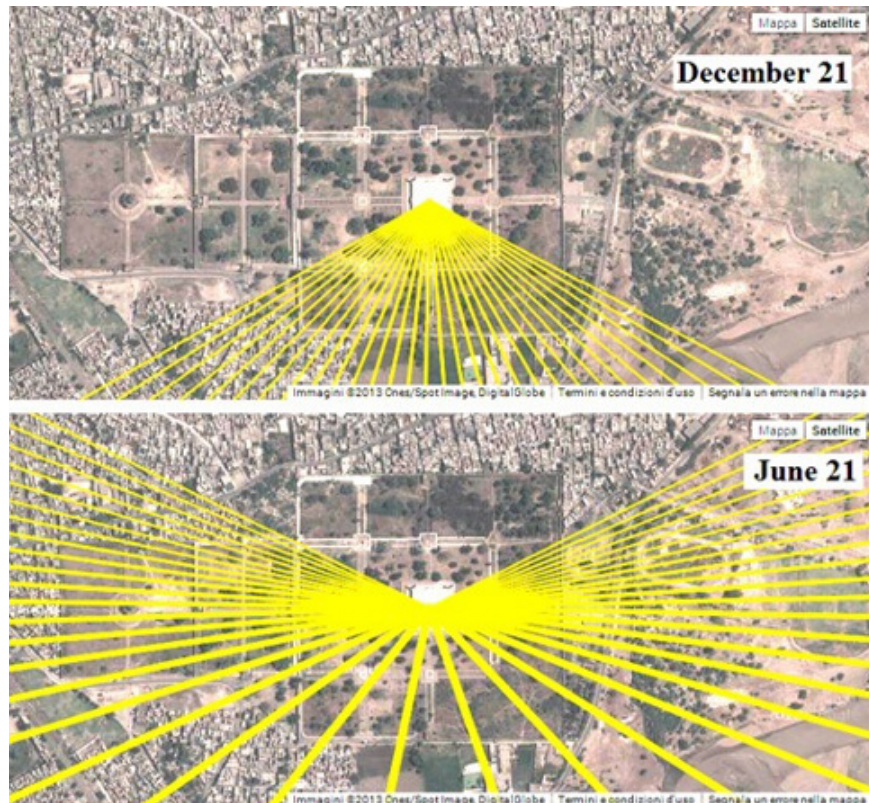 Mappa Satellite
December 21
Immagini ©2013 Cnes/Spot Image, DigitalGlobe Termini e condizioni d'uso Segnala un errore nella mappa
Mappa Satellite
June 21
Immagini ©2013 Cnes/Spot Image, DigitalGlobe Termini e condizioni d'uso Segnala un errore nella mappa